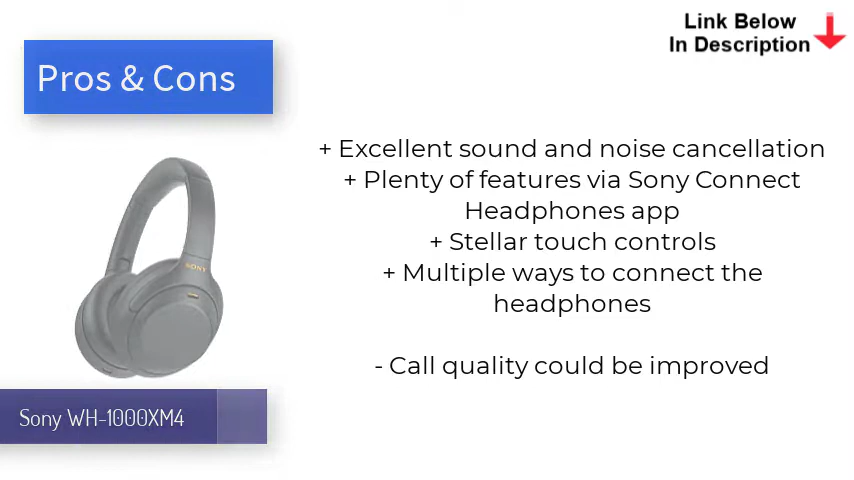 Link Below
In Description
Pros & Cons
+ Excellent sound and noise cancellation
+ Plenty of features via Sony Connect
Headphones app
+ Stellar touch controls
+ Multiple ways to connect the
headphones
- Call quality could be improved
SONY
Sony WH-1000XM4